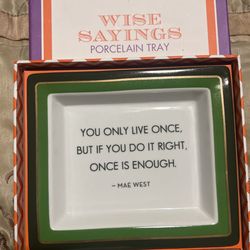 WISE
SAYINGS
PORCELAIN TRAY
YOU ONLY LIVE ONCE,
BUT IF YOU DO IT RIGHT,
ONCE IS ENOUGH.
– MAE WEST